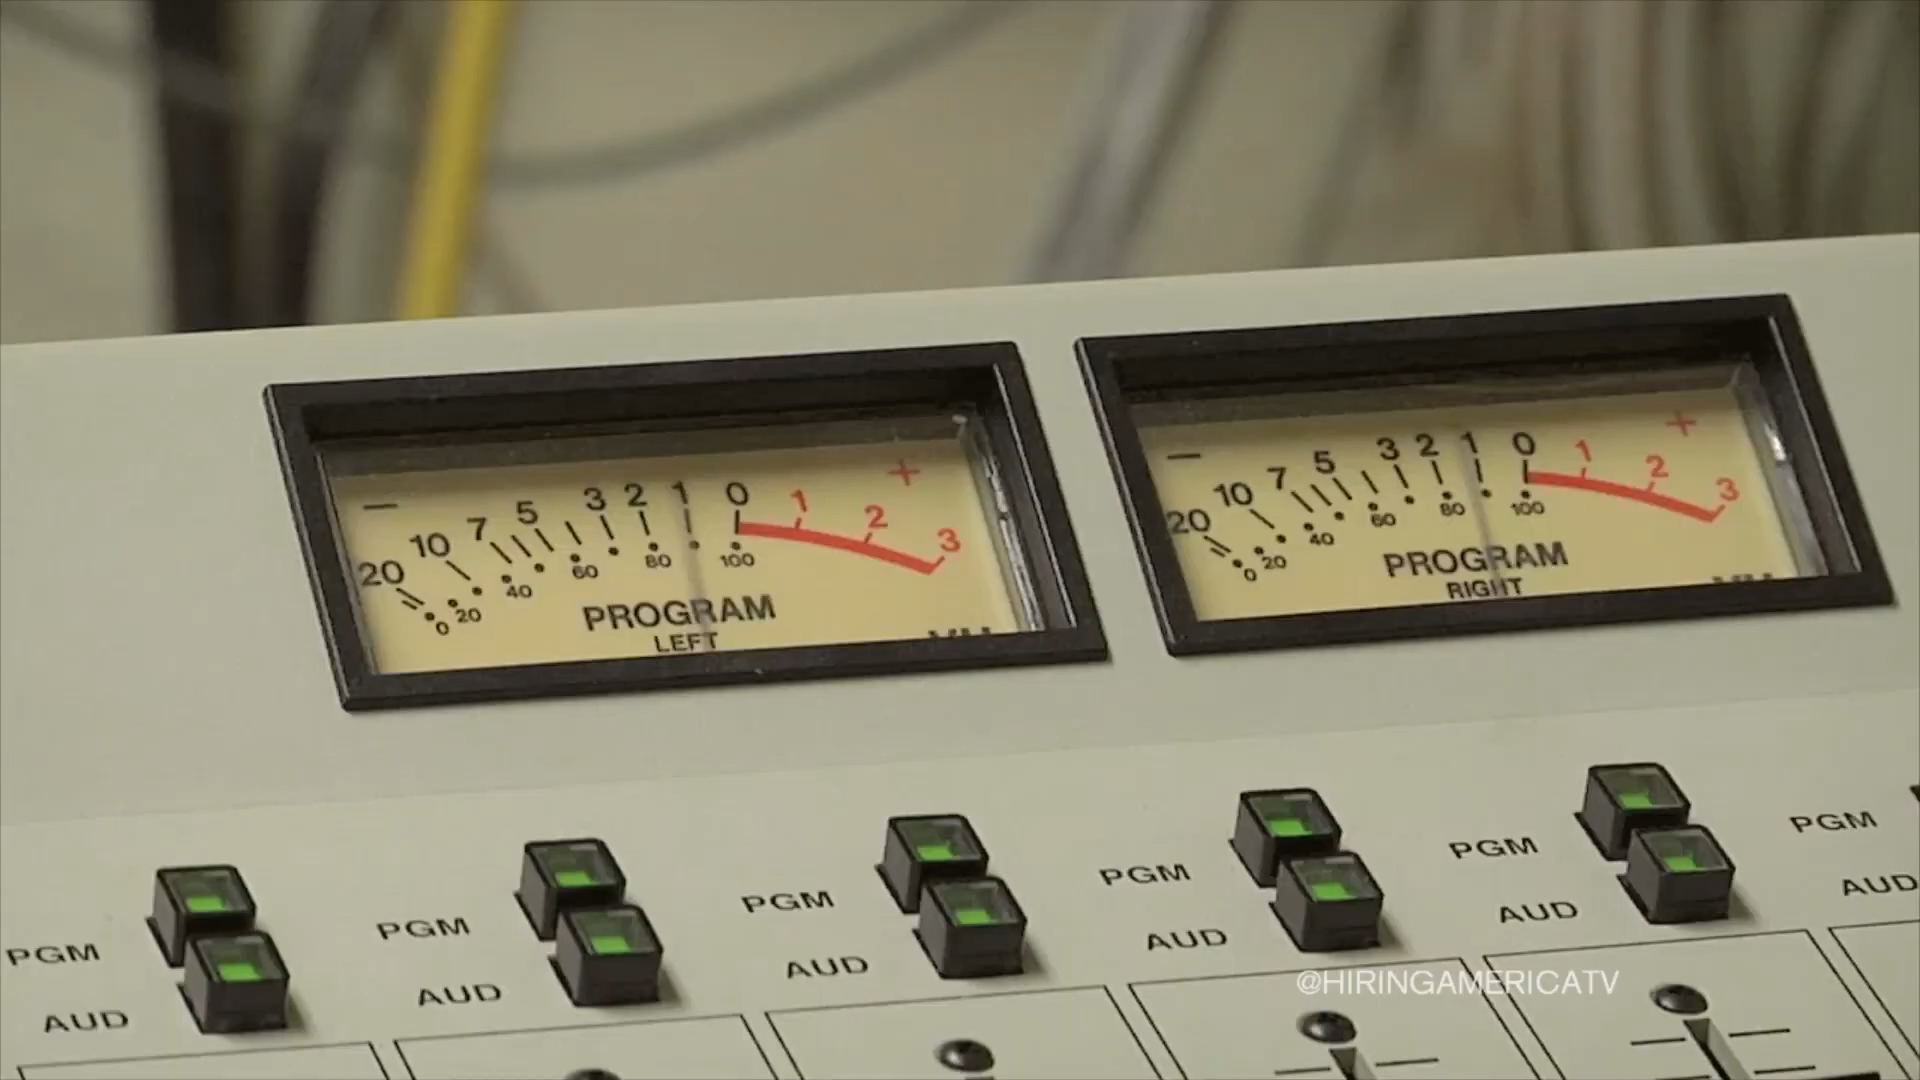 — 20 10 7 5 3 2 1 0 1 2 3 +
0 20 40 60 80 100
PROGRAM
LEFT
— 20 10 7 5 3 2 1 0 1 2 3 +
0 20 40 60 80 100
PROGRAM
RIGHT
PGM
AUD
PGM
AUD
PGM
AUD
PGM
AUD
PGM
AUD
PGM
AUD
@HIRINGAMERICATV